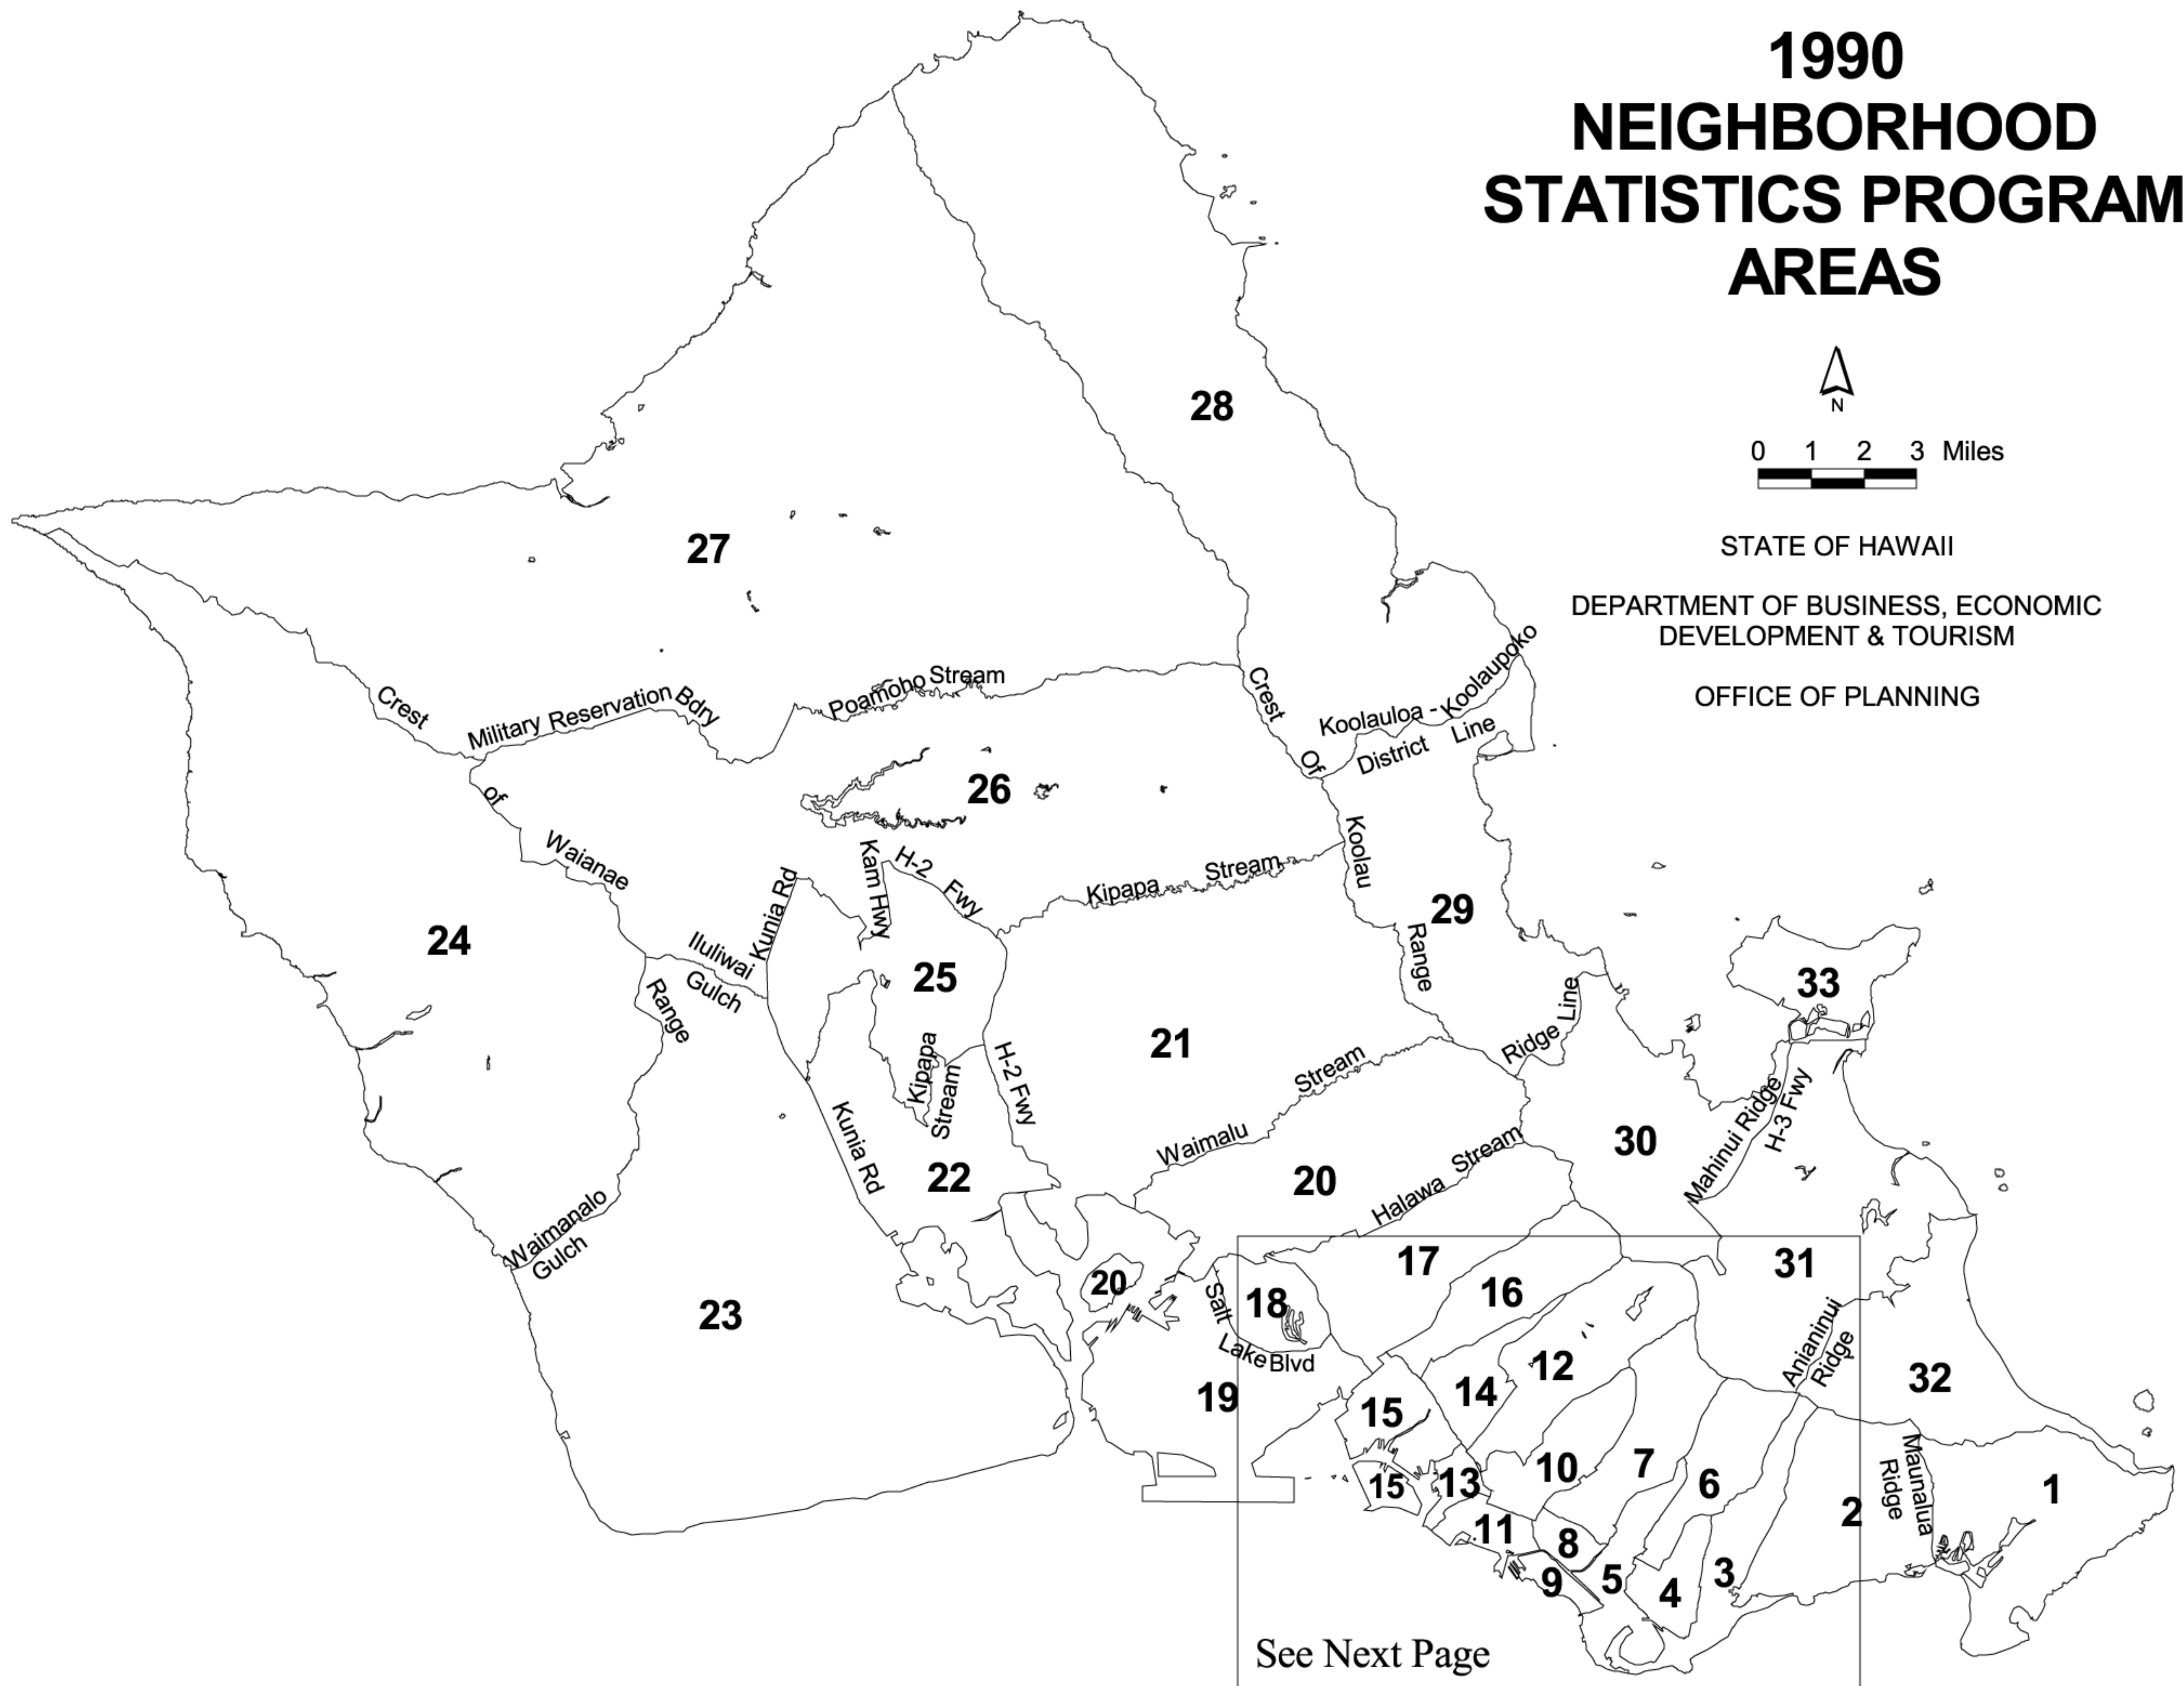 1990
NEIGHBORHOOD
STATISTICS PROGRAM
AREAS
N
0 1 2 3 Miles
STATE OF HAWAII
DEPARTMENT OF BUSINESS, ECONOMIC
DEVELOPMENT & TOURISM
OFFICE OF PLANNING
28
27
Crest
of
Waianae
Range
Military Reservation Bdry
Poamoho Stream
Crest
Of
Koolau
Range
Koolauloa - Koolaupoko
District Line
26
Kam Hwy
H-2 Fwy
Kipapa Stream
29
24
Iluliwai
Gulch
Kunia Rd
25
33
Kipapa
Stream
H-2 Fwy
21
Ridge Line
Waimalu Stream
Mahinui Ridge
H-3 Fwy
30
Kunia Rd
22
20
Halawa Stream
Waimanalo
Gulch
23
20
Salt
Lake Blvd
18
17
16
31
Anianinui
Ridge
32
19
15
14
12
15
13
10
7
6
2
Maunalua
Ridge
1
11
8
9
5
4
3
See Next Page